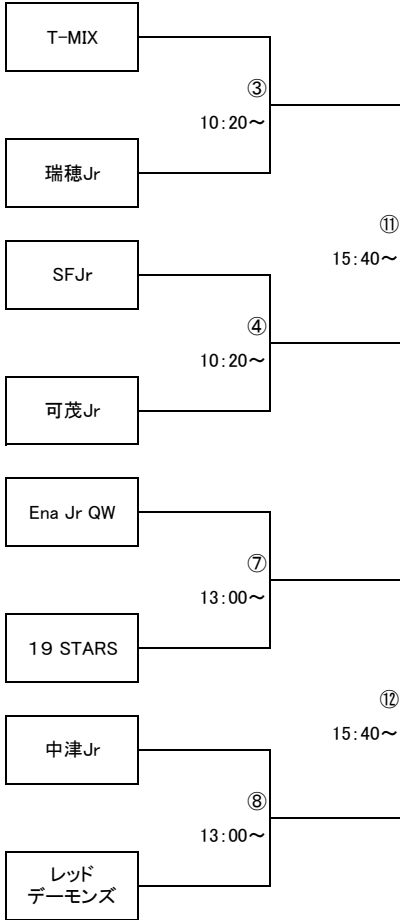 T-MIX
③
10:20～
瑞穂Jr
⑪
15:40～
SFJr
④
10:20～
可茂Jr
Ena Jr QW
⑦
13:00～
19 STARS
⑫
15:40～
中津Jr
⑧
13:00～
レッド
デーモンズ